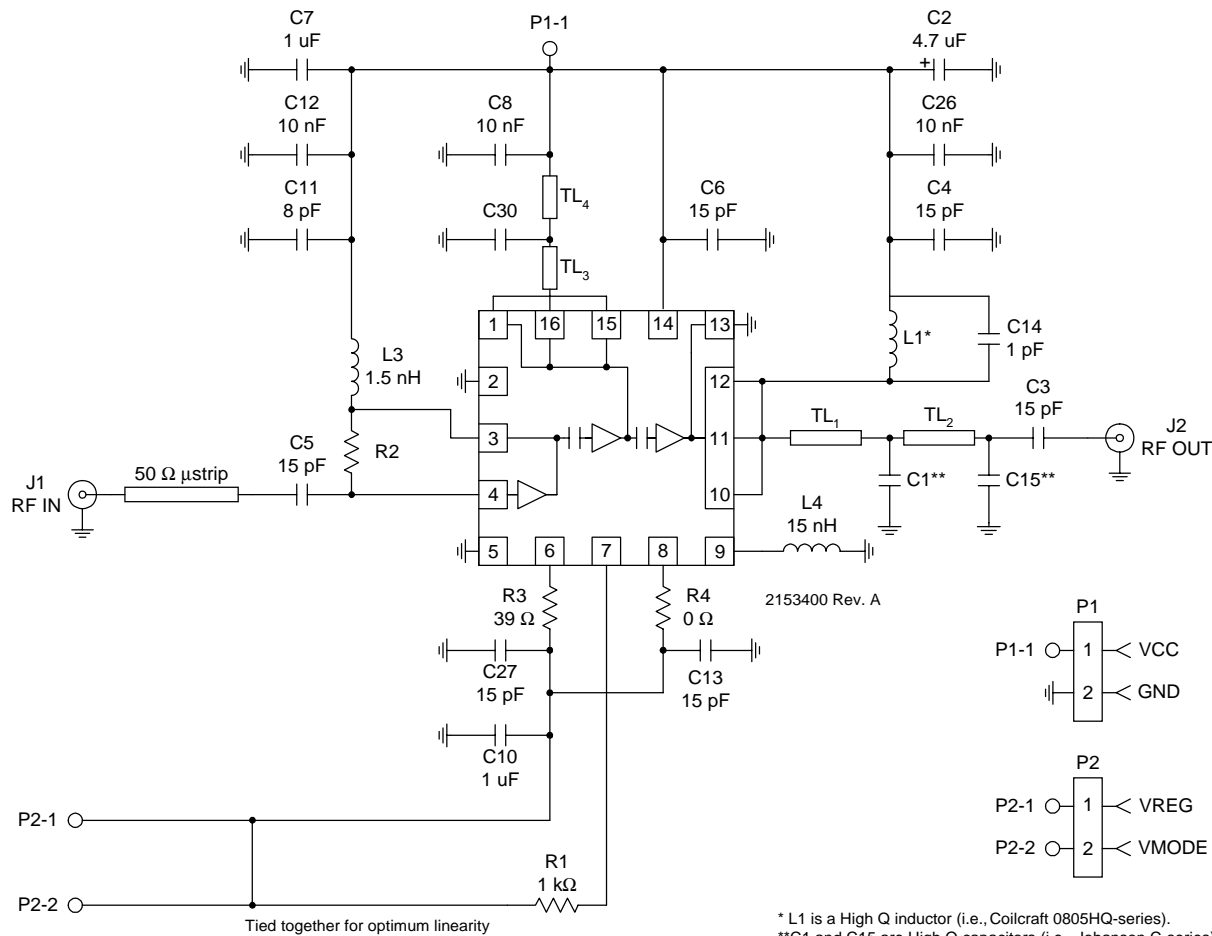 C7
1 uF
P1-1
C2
4.7 uF
+
C12
10 nF
C8
10 nF
C26
10 nF
C11
8 pF
C30
TL4
C6
15 pF
C4
15 pF
TL3
1
16
15
14
13
L1*
C14
1 pF
L3
1.5 nH
2
12
C3
15 pF
3
11
TL1
TL2
J2
RF OUT
C5
15 pF
R2
J1
RF IN
50 Ω µstrip
4
10
C1**
C15**
L4
15 nH
5
6
7
8
9
R3
39 Ω
R4
0 Ω
2153400 Rev. A
C27
15 pF
C13
15 pF
P1
P1-1
1
VCC
2
GND
C10
1 uF
P2
P2-1
P2-1
1
VREG
P2-2
2
VMODE
R1
1 kΩ
P2-2
Tied together for optimum linearity
* L1 is a High Q inductor (i.e., Coilcraft 0805HQ-series).